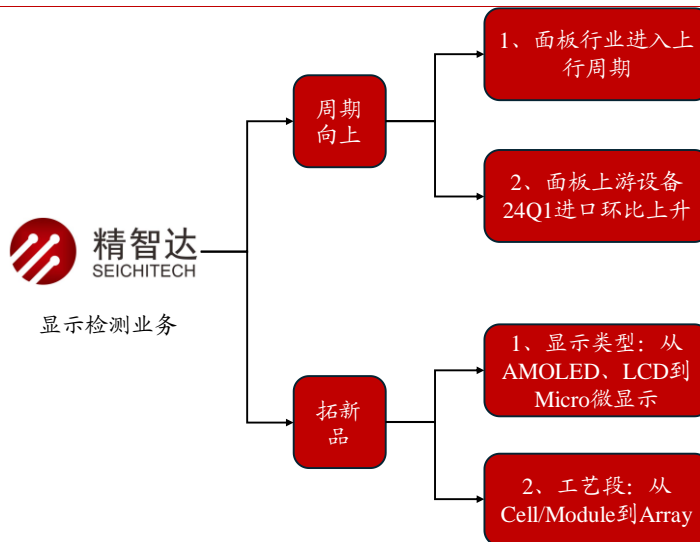 1、面板行业进入上
行周期
周期
向上
2、面板上游设备
24Q1进口环比上升
精智达
SEICHITECH
显示检测业务
1、显示类型：从
AMOLED、LCD到
Micro微显示
拓新
品
2、工艺段：从
Cell/Module到Array